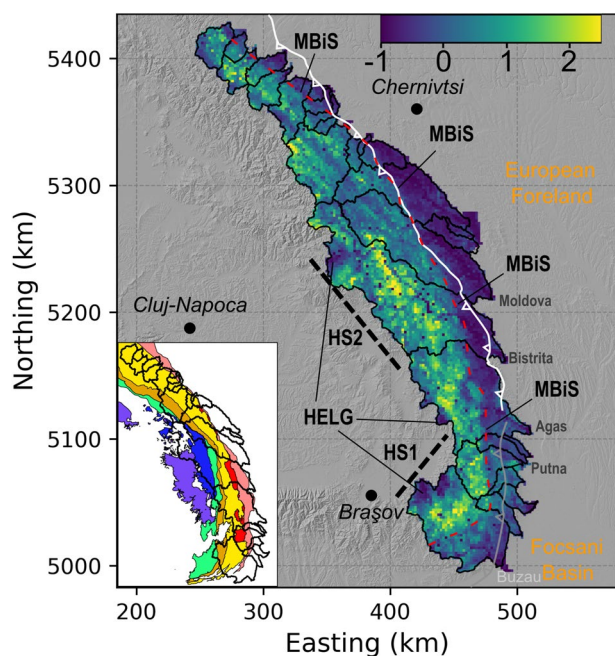 5400
-1 0 1 2
MBiS
Chernivtsi
MBiS
5300
European
Foreland
Northing (km)
MBiS
Moldova
Cluj-Napoca
5200
HS2
Bistrita
MBiS
HELG
Agas
5100
HS1
Putna
Braşov
Focsani
Basin
5000
Buzau
200 300 400 500
Easting (km)